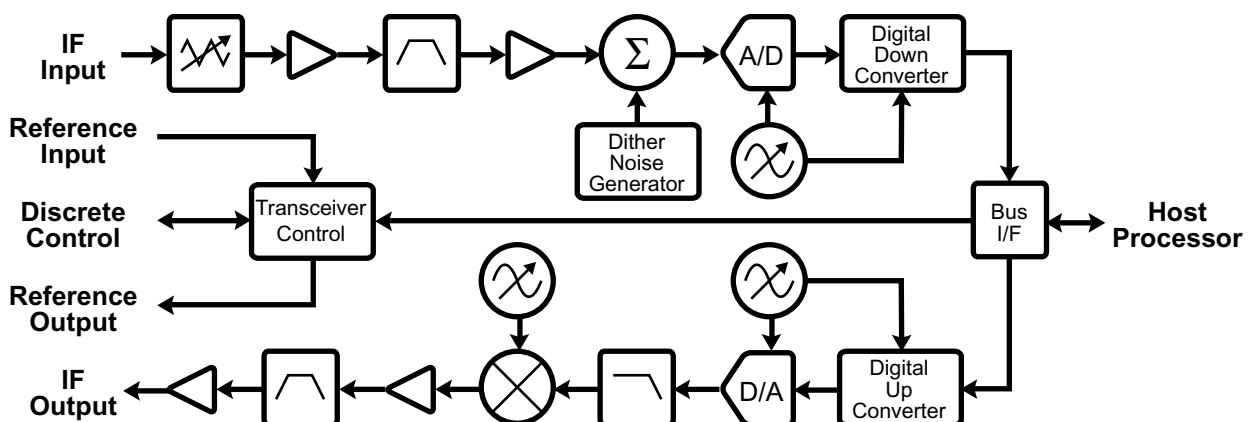 IF
Input
Σ
A/D
Digital
Down
Converter
Reference
Input
Dither
Noise
Generator
Discrete
Control
Transceiver
Control
Bus
I/F
Host
Processor
Reference
Output
IF
Output
D/A
Digital
Up
Converter